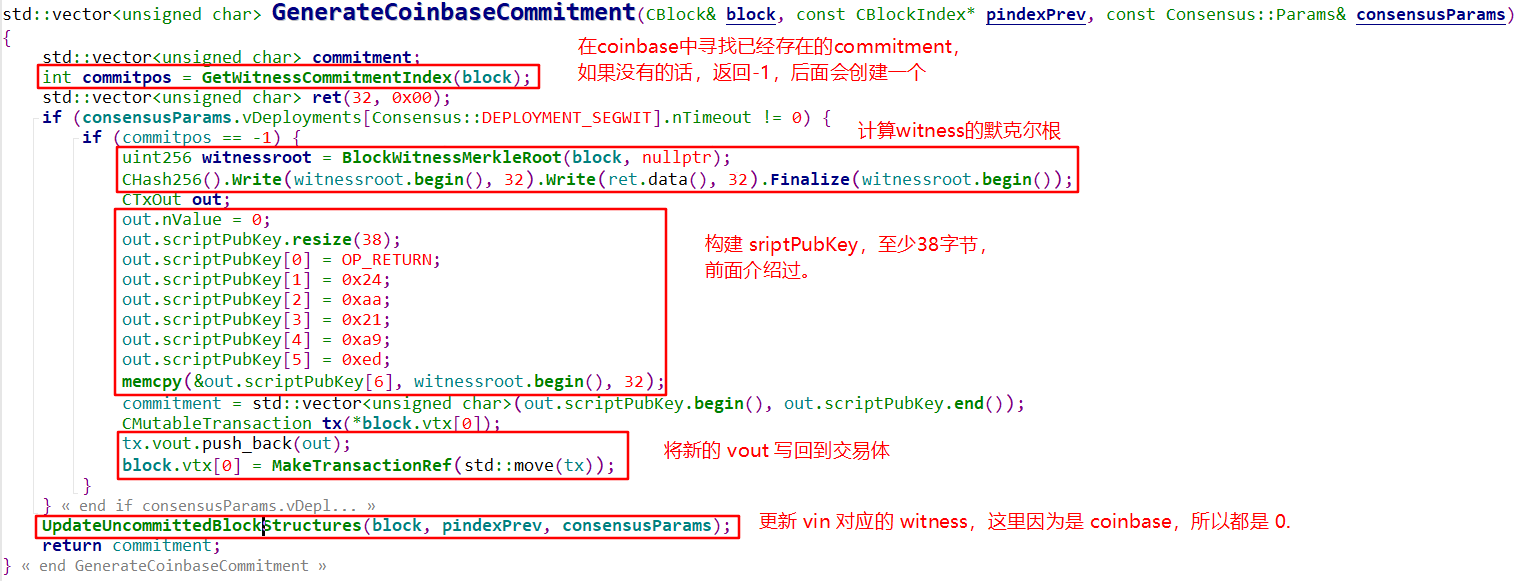 std::vector<unsigned char> GenerateCoinbaseCommitment(CBlock& block, const CBlockIndex* pindexPrev, const Consensus::Params& consensusParams)
{
std::vector<unsigned char> commitment;
在coinbase中寻找已经存在的commitment,
如果没有的话，返回-1，后面会创建一个
int commitpos = GetWitnessCommitmentIndex(block);
std::vector<unsigned char> ret(32, 0x00);
if (consensusParams.vDeployments[Consensus::DEPLOYMENT_SEGWIT].nTimeout != 0) {
if (commitpos == -1) {
计算witness的默克尔根
uint256 witnessroot = BlockWitnessMerkleRoot(block, nullptr);
CHash256().Write(witnessroot.begin(), 32).Write(ret.data(), 32).Finalize(witnessroot.begin());
CTxOut out;
out.nValue = 0;
out.scriptPubKey.resize(38);
out.scriptPubKey[0] = OP_RETURN;
构建 sriptPubKey，至少38字节，
前面介绍过。
out.scriptPubKey[1] = 0x24;
out.scriptPubKey[2] = 0xaa;
out.scriptPubKey[3] = 0x21;
out.scriptPubKey[4] = 0xa9;
out.scriptPubKey[5] = 0xed;
memcpy(&out.scriptPubKey[6], witnessroot.begin(), 32);
commitment = std::vector<unsigned char>(out.scriptPubKey.begin(), out.scriptPubKey.end());
CMutableTransaction tx(*block.vtx[0]);
tx.vout.push_back(out);
将新的 vout 写回到交易体
block.vtx[0] = MakeTransactionRef(std::move(tx));
}
} « end if consensusParams.vDepl... »
UpdateUncommittedBlockStructures(block, pindexPrev, consensusParams);
更新 vin 对应的 witness，这里因为是 coinbase，所以都是 0.
return commitment;
} « end GenerateCoinbaseCommitment »